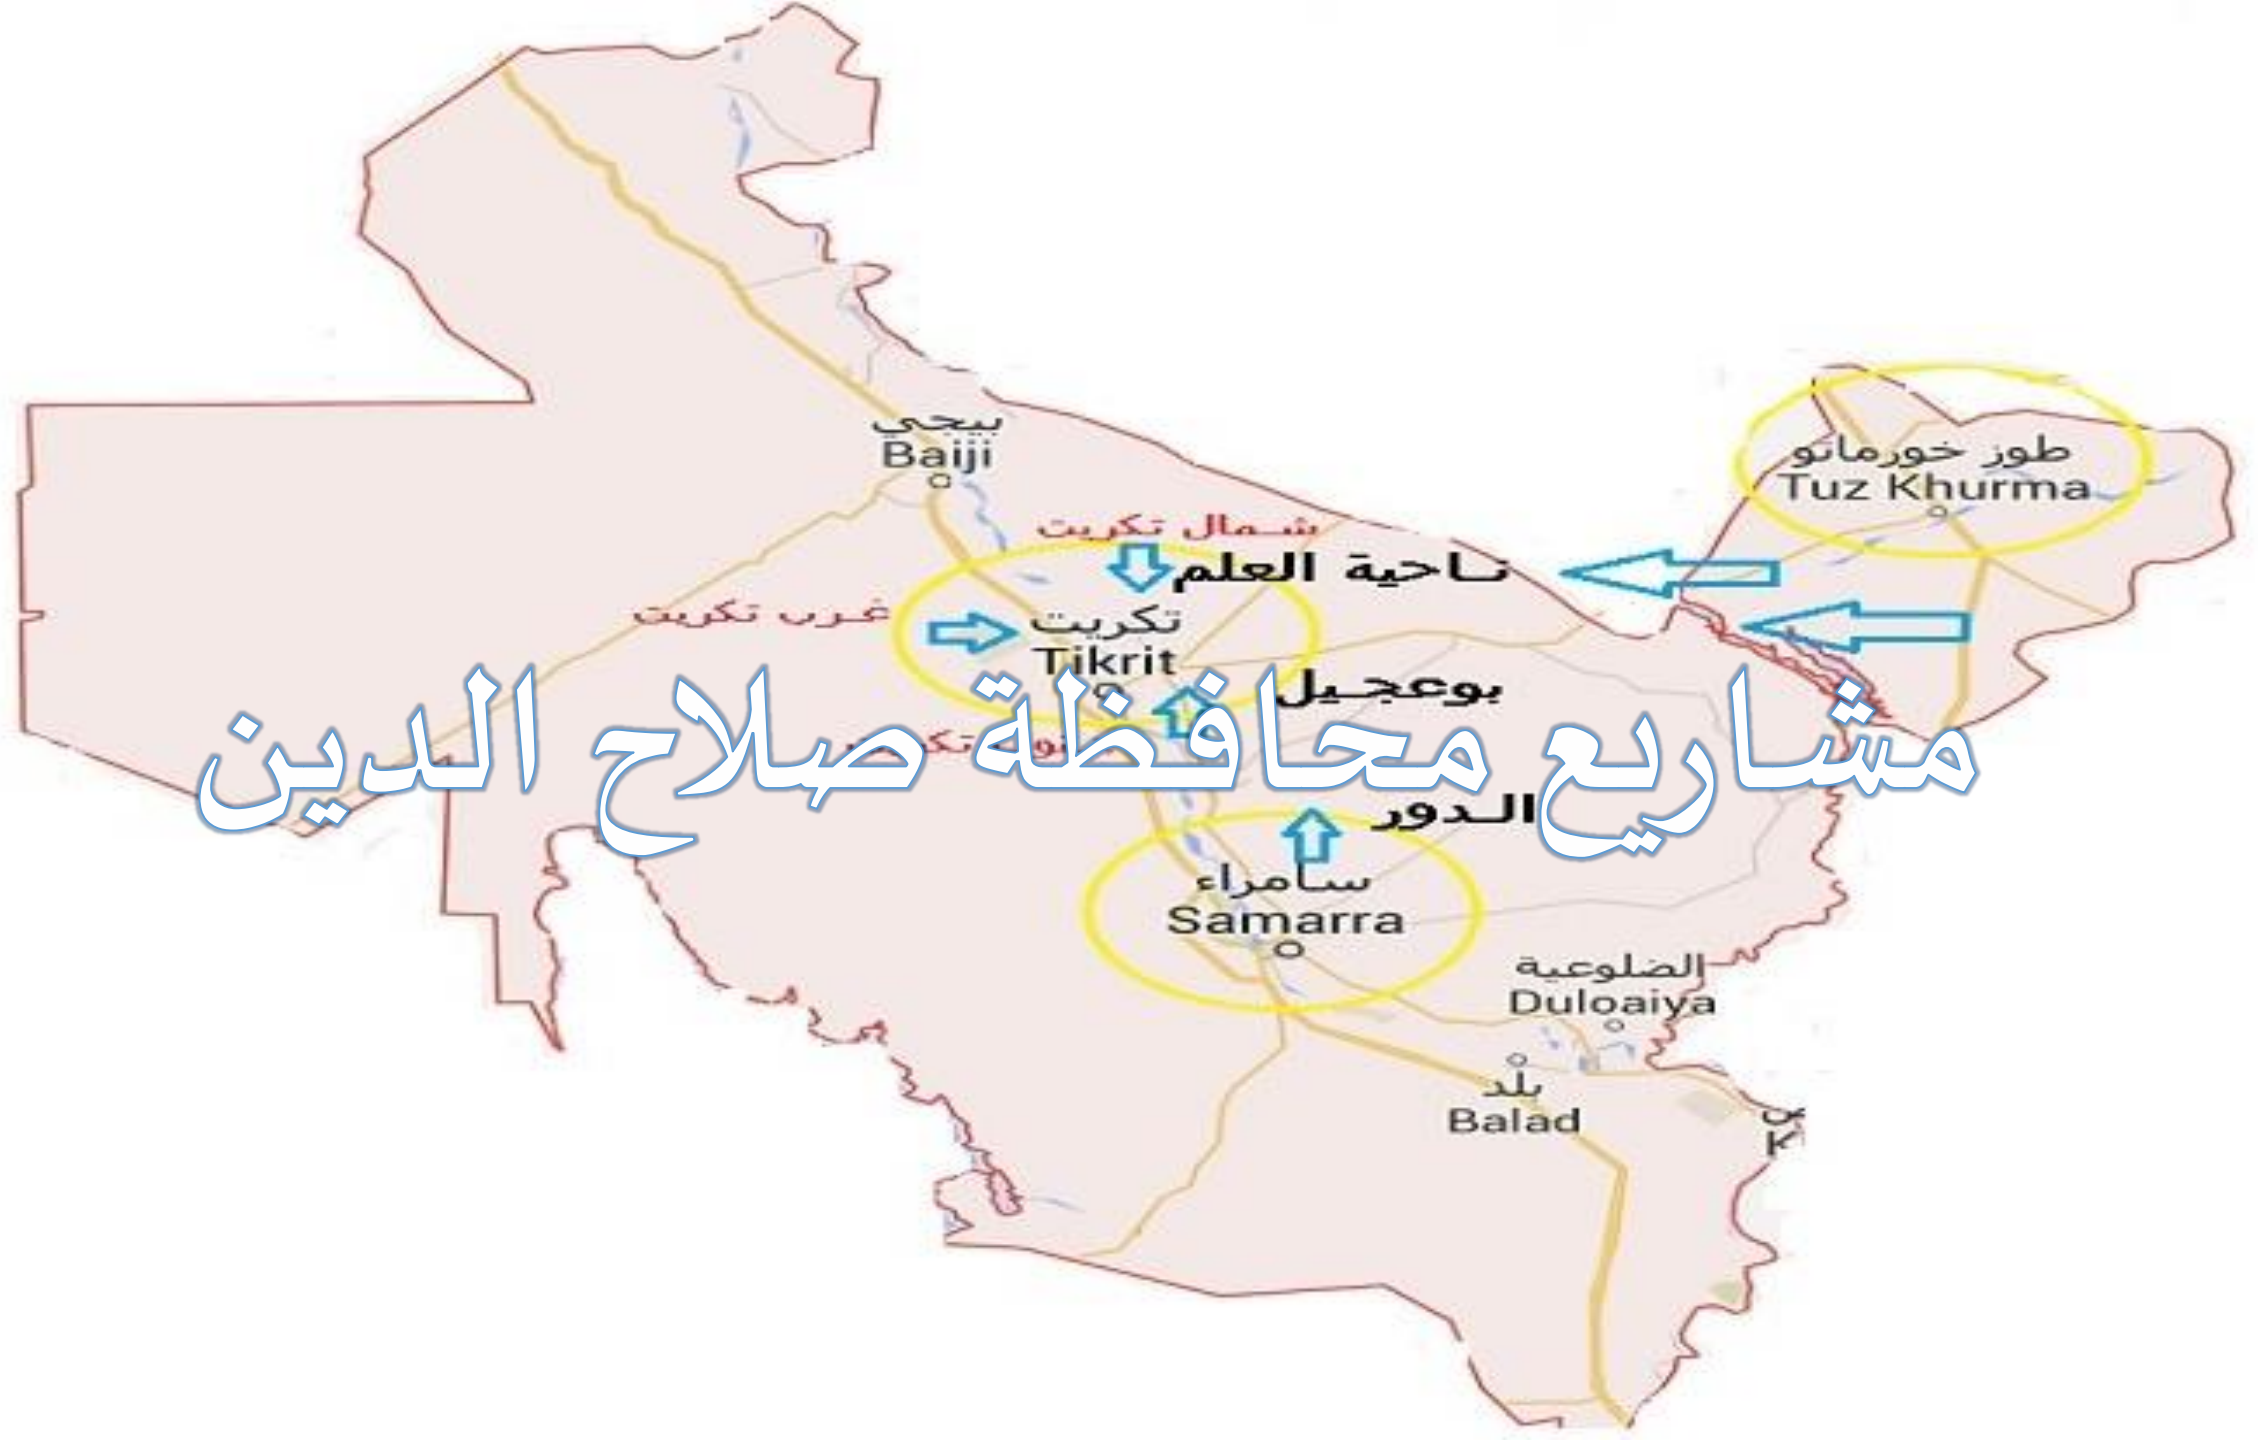 بيجي
Baiji
طوز خورماتو
Tuz Khurma
شمال تكريت
ناحية العلم
غرب تكريت
تكريت
Tikrit
بوعجيل
مشاريع محافظة صلاح الدين
الدور
سامراء
Samarra
الضلوعية
Duloaiya
بلد
Balad
K